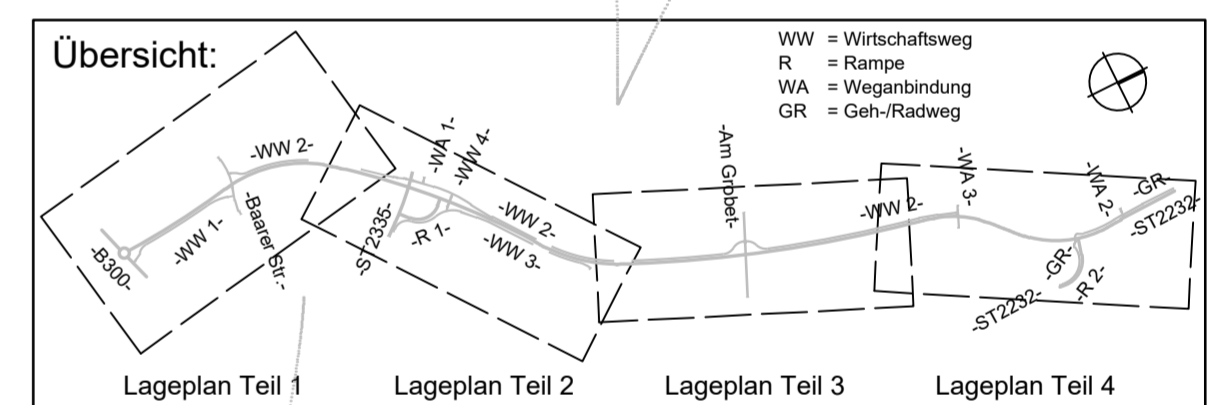 Übersicht:
WW = Wirtschaftsweg
R = Rampe
WA = Weganbindung
GR = Geh-/Radweg
-B300-
-WW 1-
-WW 2-
-Baarer Str.-
-ST2335-
-R 1-
-WA 1-
-WW 4-
-WW 2-
-WW 3-
-Am Grobet-
-WW 2-
-WA 3-
-WA 2-
-GR-
-ST2232-
-GR-
-R 2-
-ST2232-
Lageplan Teil 1
Lageplan Teil 2
Lageplan Teil 3
Lageplan Teil 4